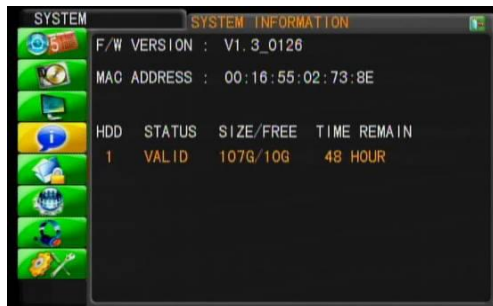 SYSTEM
SYSTEM INFORMATION
F/W VERSION : V1.3_0126
MAC ADDRESS : 00:16:55:02:73:8E
HDD STATUS SIZE/FREE TIME REMAIN
1 VALID 107G/10G 48 HOUR